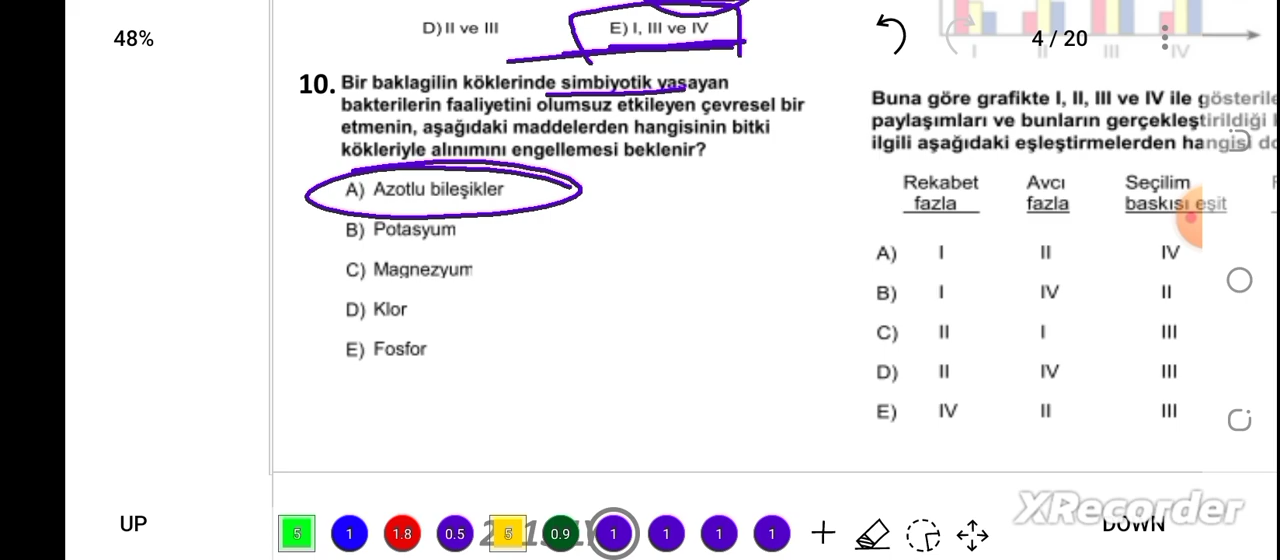 48%
D) II ve III
E) I, III ve IV
10. Bir baklagilin köklerinde simbiyotik yaşayan
bakterilerin faaliyetini olumsuz etkileyen çevresel bir
etmenin, aşağıdaki maddelerden hangisinin bitki
kökleriyle alınımını engellemesi beklenir?
A) Azotlu bileşikler
B) Potasyum
C) Magnezyum
D) Klor
E) Fosfor
4 / 20
I II III IV
Buna göre grafikte I, II, III ve IV ile
paylaşımları ve bunların gerçekleştirildiği
ilgili aşağıdaki eşleştirmelerden hangisi
Rekabet Avcı Seçilim
fazla fazla baskısı eşit
A) I II IV
B) I IV II
C) II I III
D) II IV III
E) IV II III
XRecorder
UP
5 1 1.8 0.5 5 0.9 1 1 1 1
DOWN